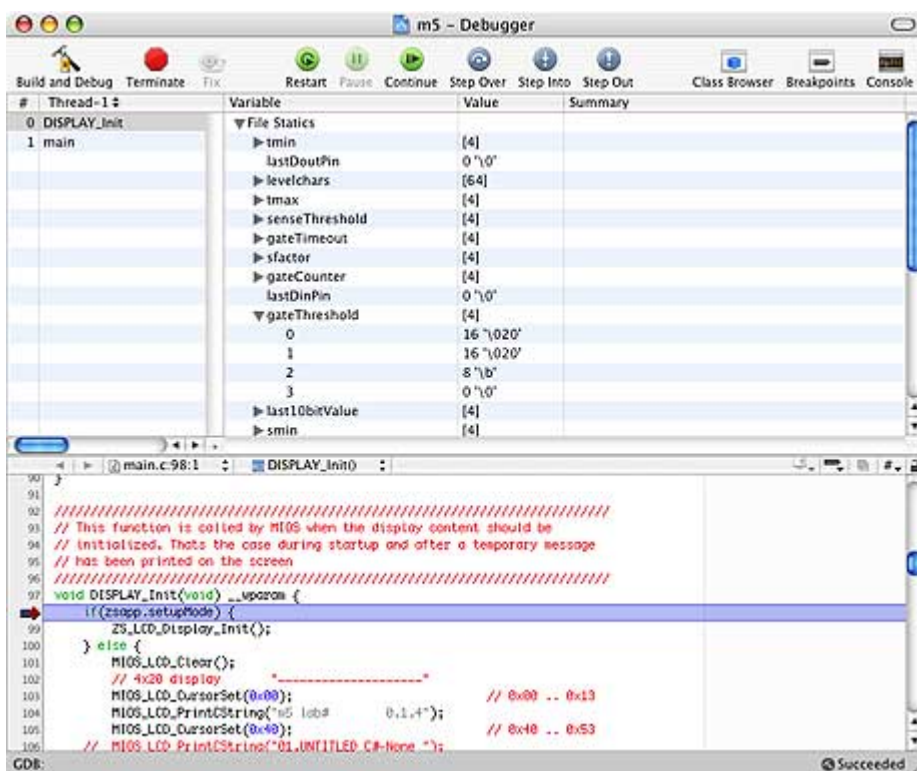 m5 – Debugger
Build and Debug Terminate Fix Restart Pause Continue Step Over Step Into Step Out Class Browser Breakpoints Console
# Thread-1 Variable Value Summary
0 DISPLAY_Init
1 main
File Statics
tmin [4]
lastDoutPin 0 '\0'
levelchars [64]
tmax [4]
senseThreshold [4]
gateTimeout [4]
sfactor [4]
gateCounter [4]
lastDinPin 0 '\0'
gateThreshold [4]
0 16 '\020'
1 16 '\020'
2 8 '\b'
3 0 '\0'
last10bitValue [4]
smin [4]
main.c:98:1 DISPLAY_Init() #
90 }
91
92 /////////////////////////////////////////////////////////////////////////////
93 // This function is called by MIOS when the display content should be
94 // initialized. Thats the case during startup and after a temporary message
95 // has been printed on the screen
96 /////////////////////////////////////////////////////////////////////////////
97 void DISPLAY_Init(void) __wparam {
if(zsapp.setupMode) {
99 ZS_LCD_Display_Init();
100 } else {
101 MIOS_LCD_Clear();
102 // 4x20 display "____________________"
103 MIOS_LCD_CursorSet(0x00); // 0x00 .. 0x13
104 MIOS_LCD_PrintCString("m5 lab# 0.1.4");
105 MIOS_LCD_CursorSet(0x40); // 0x40 .. 0x53
106 // MIOS_LCD_PrintCString("01.UNTITLED C#-None ");
GDB: Succeeded